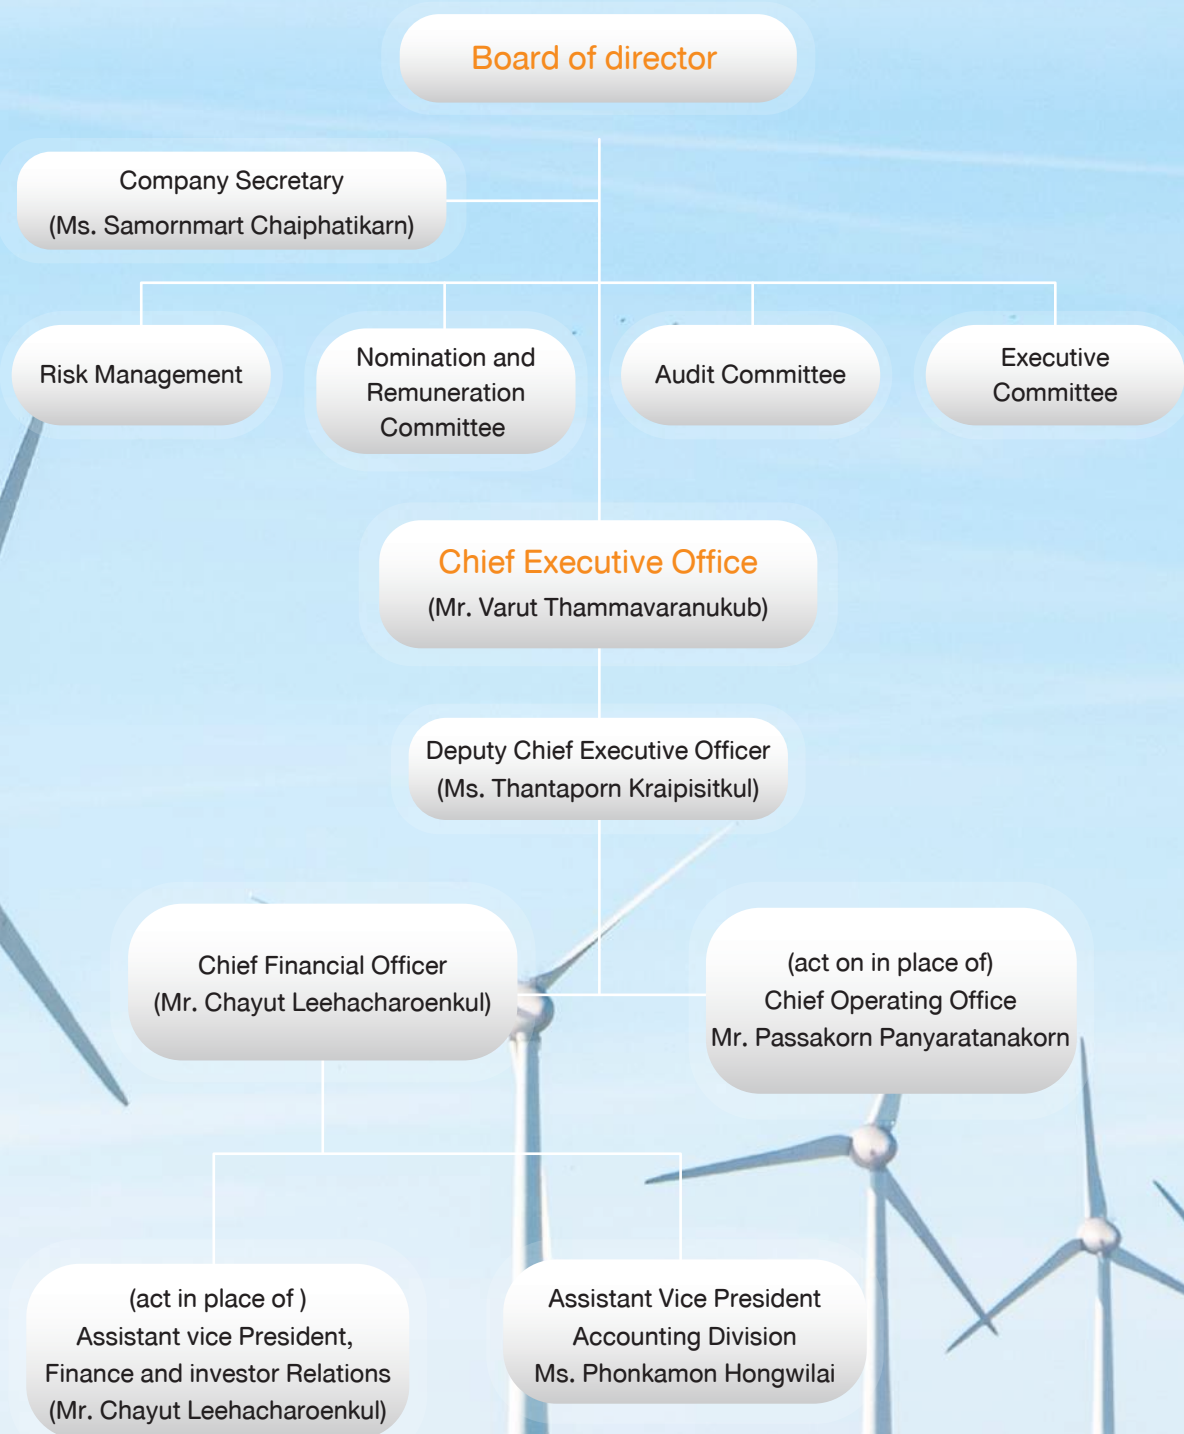 Board of director
Company Secretary
(Ms. Samornmart Chaiphatikarn)
Risk Management
Nomination and
Remuneration
Committee
Audit Committee
Executive
Committee
Chief Executive Office
(Mr. Varut Thammavaranukub)
Deputy Chief Executive Officer
(Ms. Thantaporn Kraipisitkul)
Chief Financial Officer
(Mr. Chayut Leehacharoenkul)
(act on in place of)
Chief Operating Office
Mr. Passakorn Panyaratanakorn
(act in place of )
Assistant vice President,
Finance and investor Relations
(Mr. Chayut Leehacharoenkul)
Assistant Vice President
Accounting Division
Ms. Phonkamon Hongwilai